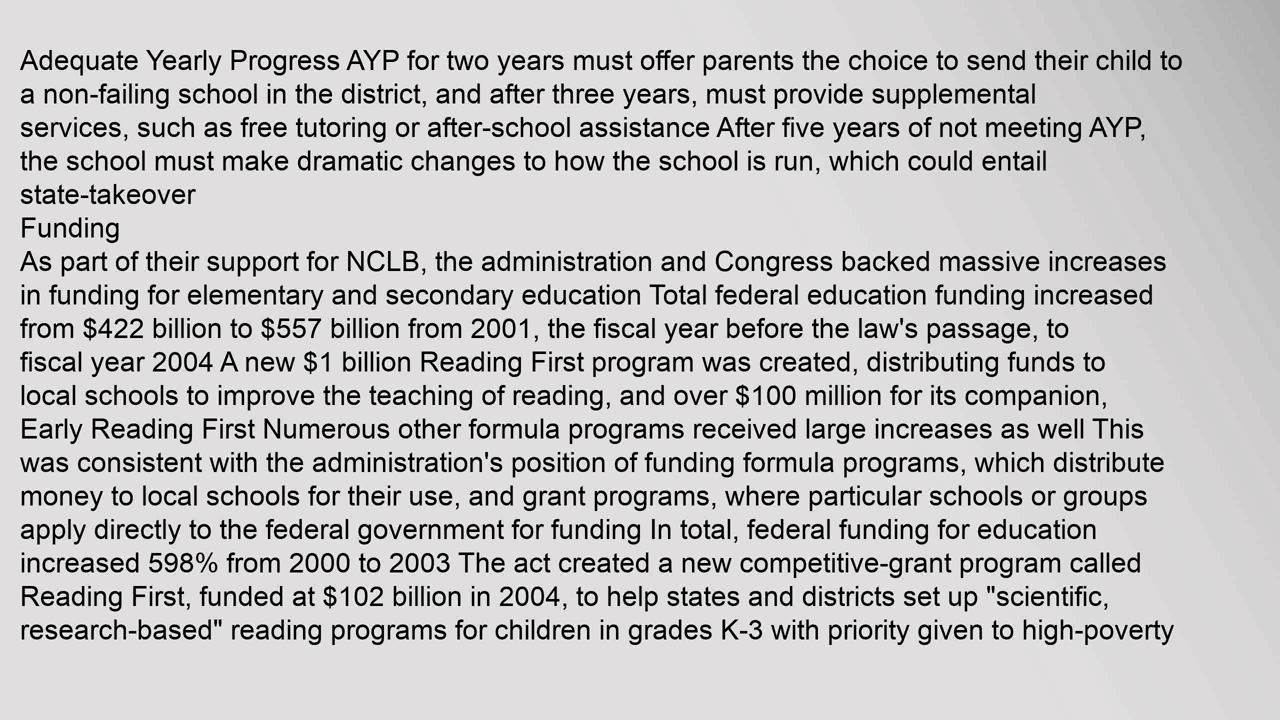 Adequate Yearly Progress AYP for two years must offer parents the choice to send their child to
a non-failing school in the district, and after three years, must provide supplemental
services, such as free tutoring or after-school assistance After five years of not meeting AYP,
the school must make dramatic changes to how the school is run, which could entail
state-takeover
Funding
As part of their support for NCLB, the administration and Congress backed massive increases
in funding for elementary and secondary education Total federal education funding increased
from $422 billion to $557 billion from 2001, the fiscal year before the law's passage, to
fiscal year 2004 A new $1 billion Reading First program was created, distributing funds to
local schools to improve the teaching of reading, and over $100 million for its companion,
Early Reading First Numerous other formula programs received large increases as well This
was consistent with the administration's position of funding formula programs, which distribute
money to local schools for their use, and grant programs, where particular schools or groups
apply directly to the federal government for funding In total, federal funding for education
increased 598% from 2000 to 2003 The act created a new competitive-grant program called
Reading First, funded at $102 billion in 2004, to help states and districts set up "scientific,
research-based" reading programs for children in grades K-3 with priority given to high-poverty